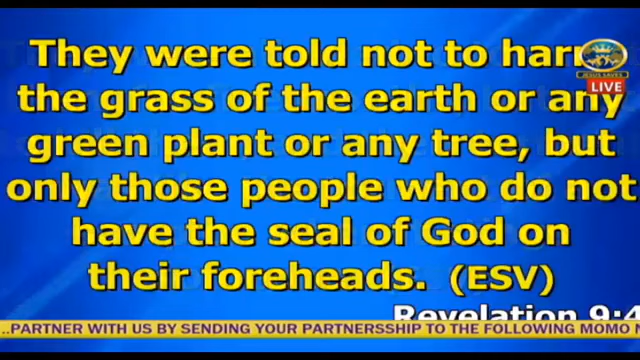 They were told not to harm
the grass of the earth or any
green plant or any tree, but
only those people who do not
have the seal of God on
their foreheads. (ESV)
Revelation 9:4
JESUS SAVES
LIVE
..PARTNER WITH US BY SENDING YOUR PARTNERSSHIP TO THE FOLLOWING MOMO N